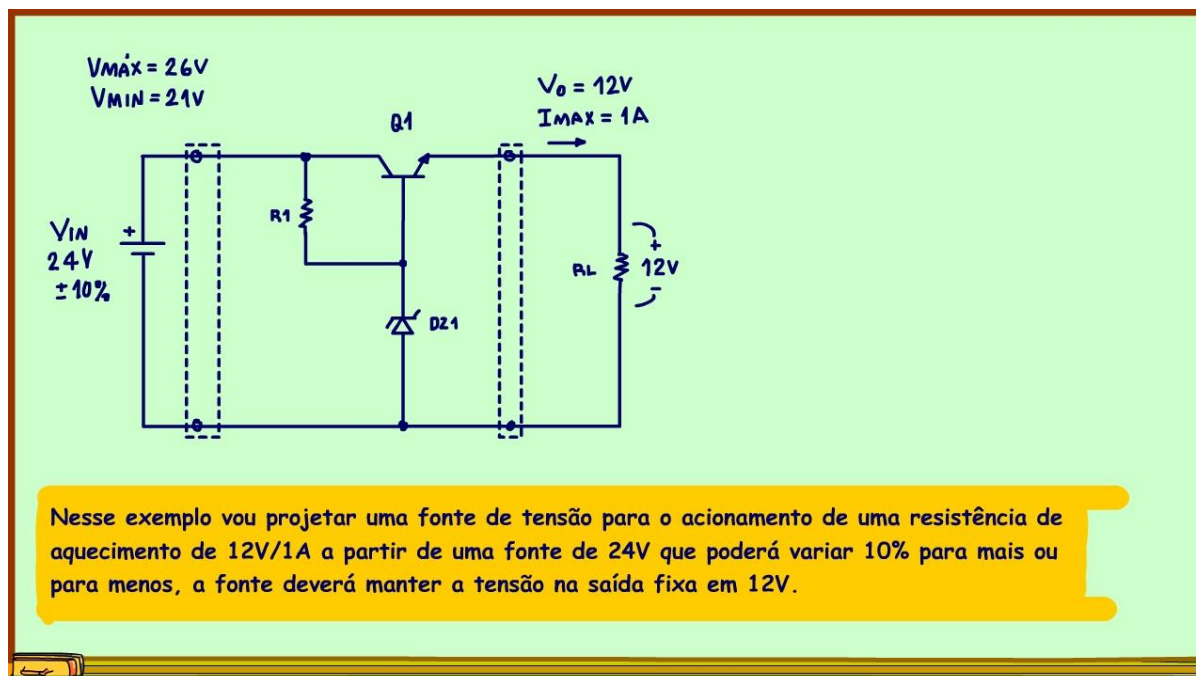 VMÁX = 26V
VMIN = 21V
Vo = 12V
IMAX = 1A
Q1
R1
VIN
24V
±10%
+
DZ1
RL
+
12V
-
Nesse exemplo vou projetar uma fonte de tensão para o acionamento de uma resistência de
aquecimento de 12V/1A a partir de uma fonte de 24V que poderá variar 10% para mais ou
para menos, a fonte deverá manter a tensão na saída fixa em 12V.